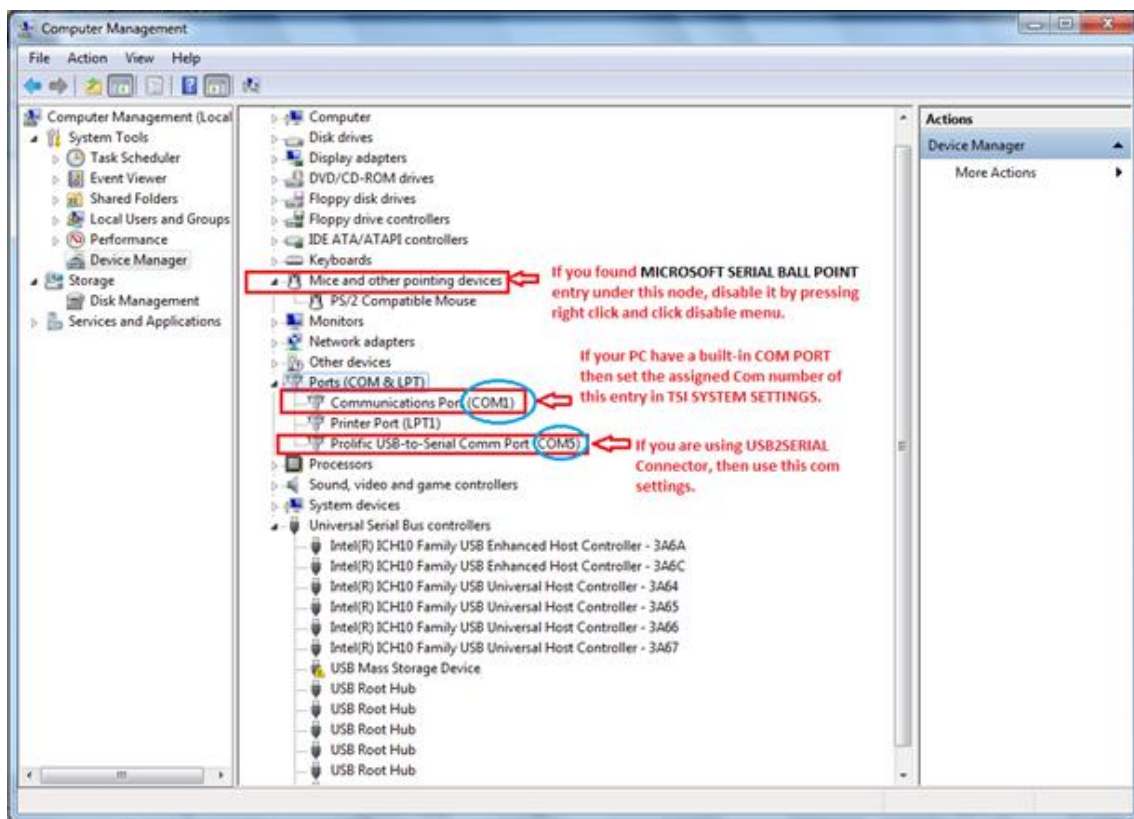 Computer Management
File Action View Help
Computer Management (Local
System Tools
Task Scheduler
Event Viewer
Shared Folders
Local Users and Groups
Performance
Device Manager
Storage
Disk Management
Services and Applications
Computer
Disk drives
Display adapters
DVD/CD-ROM drives
Floppy disk drives
Floppy drive controllers
IDE ATA/ATAPI controllers
Keyboards
Mice and other pointing devices
PS/2 Compatible Mouse
Monitors
Network adapters
Other devices
Ports (COM & LPT)
Communications Port (COM1)
Printer Port (LPT1)
Prolific USB-to-Serial Comm Port (COM5)
Processors
Sound, video and game controllers
System devices
Universal Serial Bus controllers
Intel(R) ICH10 Family USB Enhanced Host Controller - 3A6A
Intel(R) ICH10 Family USB Enhanced Host Controller - 3A6C
Intel(R) ICH10 Family USB Universal Host Controller - 3A64
Intel(R) ICH10 Family USB Universal Host Controller - 3A65
Intel(R) ICH10 Family USB Universal Host Controller - 3A66
Intel(R) ICH10 Family USB Universal Host Controller - 3A67
USB Mass Storage Device
USB Root Hub
USB Root Hub
USB Root Hub
USB Root Hub
USB Root Hub
If you found MICROSOFT SERIAL BALL POINT
entry under this node, disable it by pressing
right click and click disable menu.
If your PC have a built-in COM PORT
then set the assigned Com number of
this entry in TSI SYSTEM SETTINGS.
If you are using USB2SERIAL
Connector, then use this com
settings.
Actions
Device Manager
More Actions